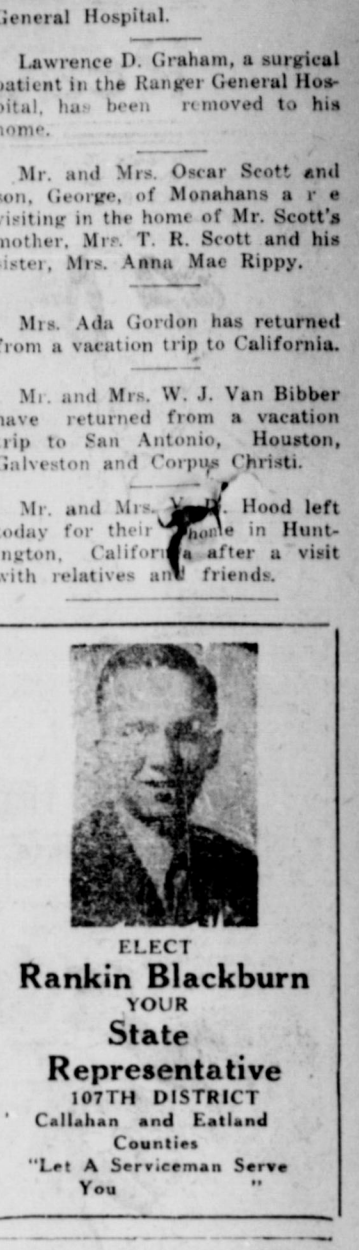 General Hospital.
Lawrence D. Graham, a surgical
patient in the Ranger General Hos-
pital, has been removed to his
home.
Mr. and Mrs. Oscar Scott and
son, George, of Monahans a r e
visiting in the home of Mr. Scott's
mother, Mrs. T. R. Scott and his
sister, Mrs. Anna Mae Rippy.
Mrs. Ada Gordon has returned
from a vacation trip to California.
Mr. and Mrs. W. J. Van Bibber
have returned from a vacation
trip to San Antonio, Houston,
Galveston and Corpus Christi.
Mr. and Mrs. Hood left
today for their home in Hunt-
ington, California after a visit
with relatives and friends.
ELECT
Rankin Blackburn
YOUR
State
Representative
107TH DISTRICT
Callahan and Eatland
Counties
"Let A Serviceman Serve
You "